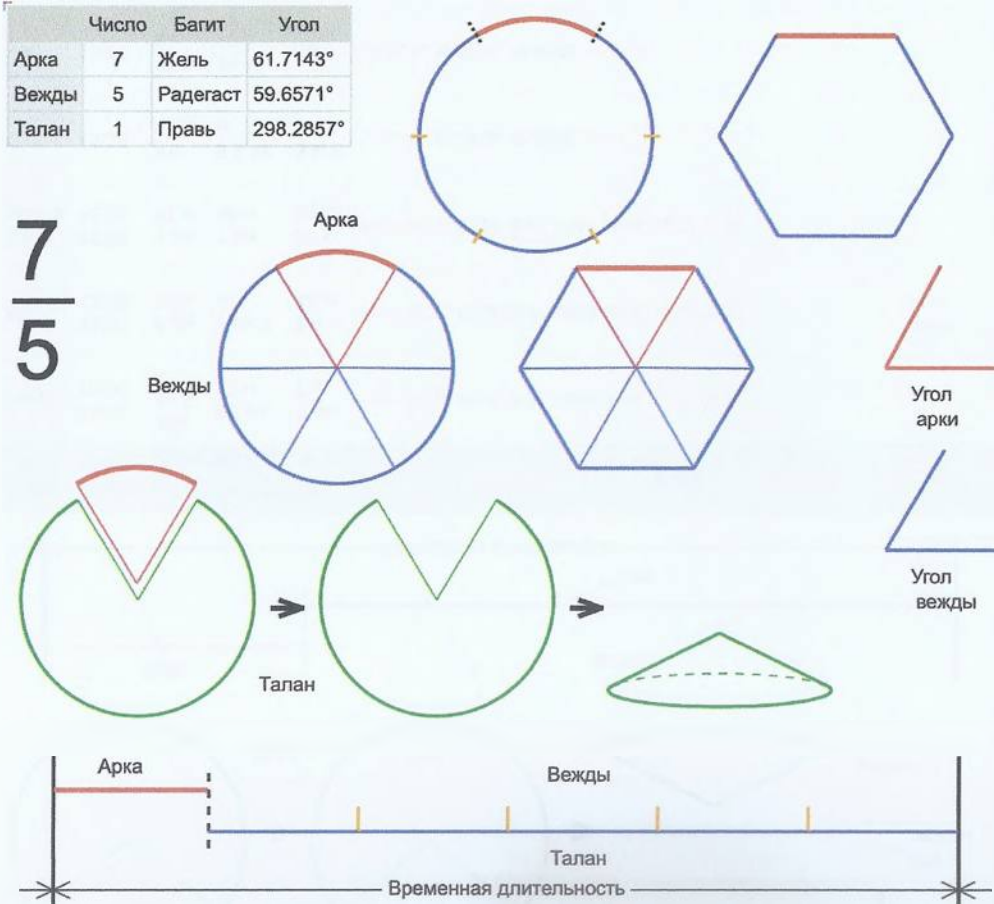 Число Багит Угол
Арка 7 Жель 61.7143°
Вежды 5 Радегаст 59.6571°
Талан 1 Правь 298.2857°
7
5
Арка
Вежды
Угол
арки
Угол
вежды
Талан
Арка
Вежды
Талан
Временная длительность